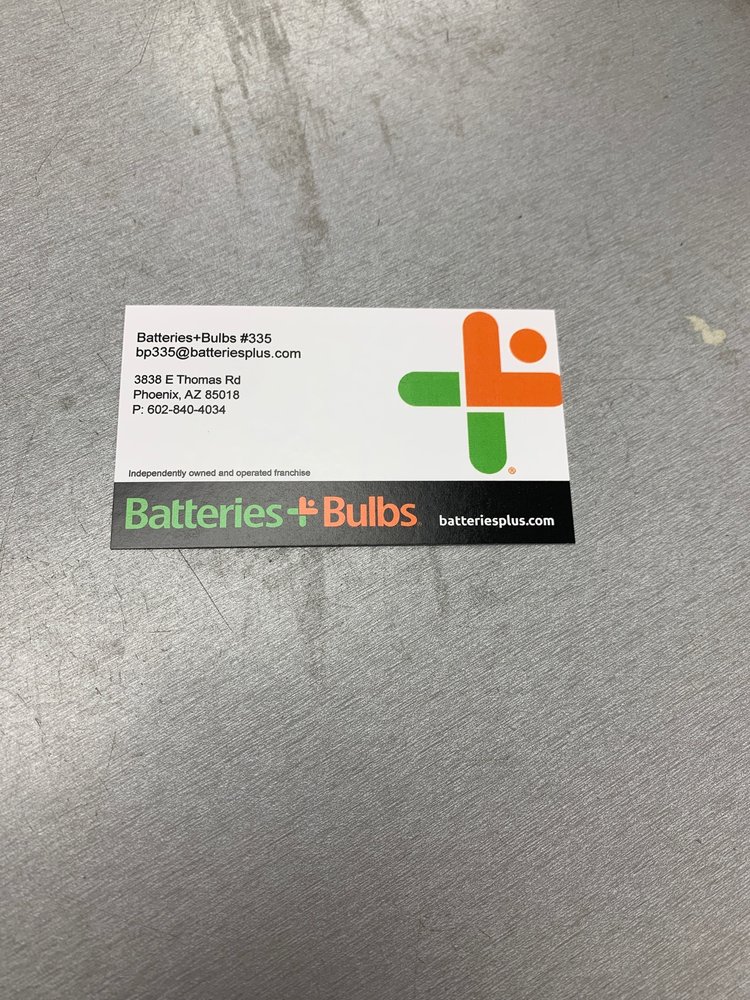 Batteries+Bulbs #335
bp335@batteriesplus.com
3838 E Thomas Rd
Phoenix, AZ 85018
P: 602-840-4034
Independently owned and operated franchise
®
Batteries+Bulbs
batteriesplus.com